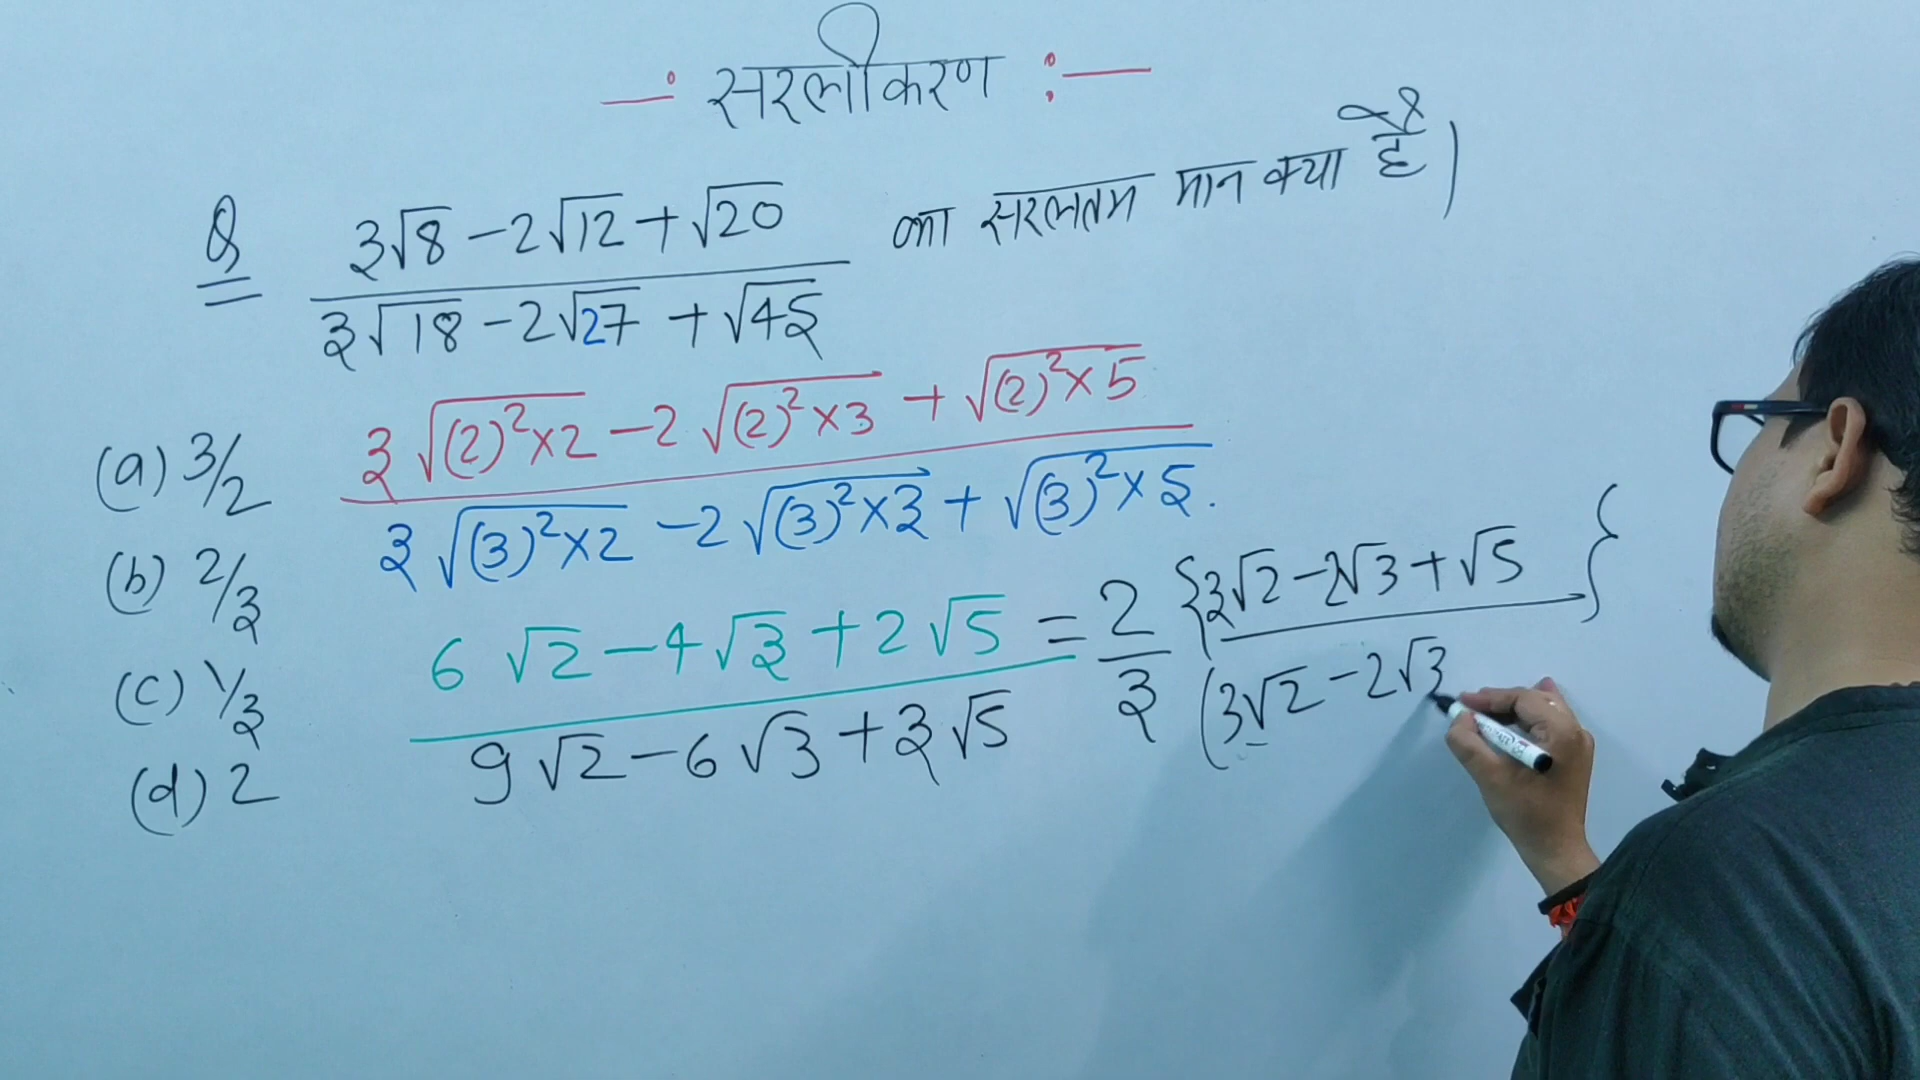 -: सरलीकरण :-
Q 3√8 - 2√12 + √20 / 3√18 - 2√27 + √45 का सरलतम मान क्या है।
3√(2)²×2 - 2√(2)²×3 + √(2)²×5
3√(3)²×2 - 2√(3)²×3 + √(3)²×5.
6√2 - 4√3 + 2√5 / 9√2 - 6√3 + 3√5 = 2/3 {3√2 - 2√3 + √5} / (3√2 - 2√3
(a) 3/2
(b) 2/3
(c) 1/3
(d) 2